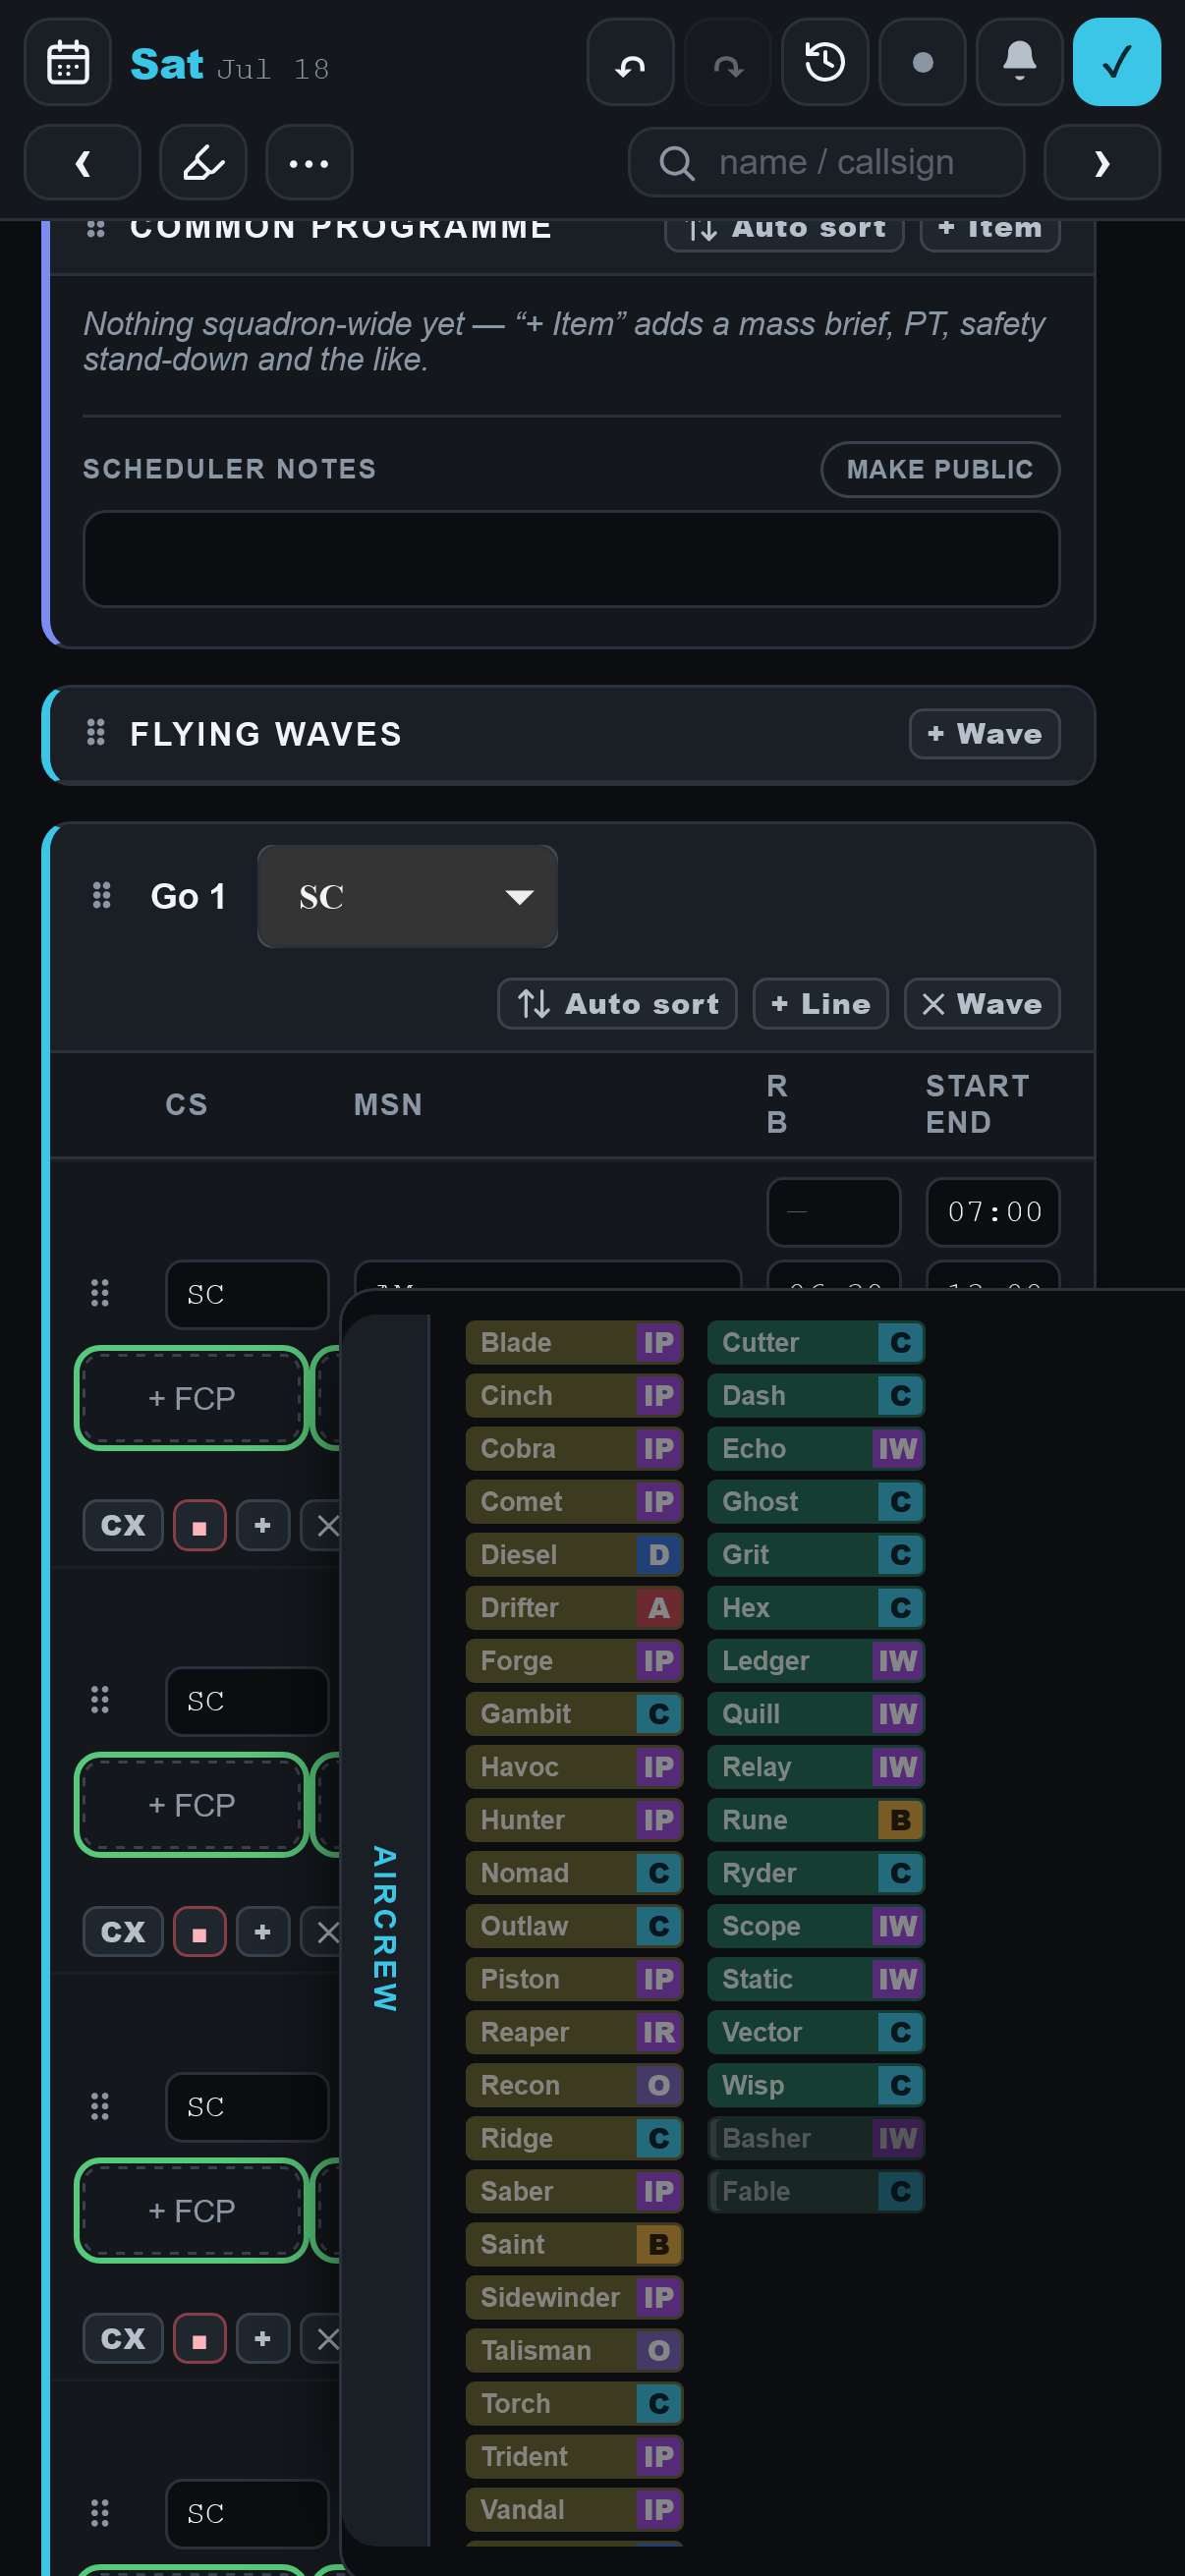 Sat Jul 18
name / callsign
COMMON PROGRAMME
Auto sort
+ Item
Nothing squadron-wide yet — “+ Item” adds a mass brief, PT, safety
stand-down and the like.
SCHEDULER NOTES
MAKE PUBLIC
FLYING WAVES
+ Wave
Go 1
SC
Auto sort
+ Line
× Wave
CS
MSN
R
B
START
END
—
07:00
SC
+ FCP
CX
+
×
SC
+ FCP
CX
+
×
SC
+ FCP
CX
+
×
SC
AIRCREW
Blade IP
Cinch IP
Cobra IP
Comet IP
Diesel D
Drifter A
Forge IP
Gambit C
Havoc IP
Hunter IP
Nomad C
Outlaw C
Piston IP
Reaper IR
Recon O
Ridge C
Saber IP
Saint B
Sidewinder IP
Talisman O
Torch C
Trident IP
Vandal IP
Cutter C
Dash C
Echo IW
Ghost C
Grit C
Hex C
Ledger IW
Quill IW
Relay IW
Rune B
Ryder C
Scope IW
Static IW
Vector C
Wisp C
Basher IW
Fable C